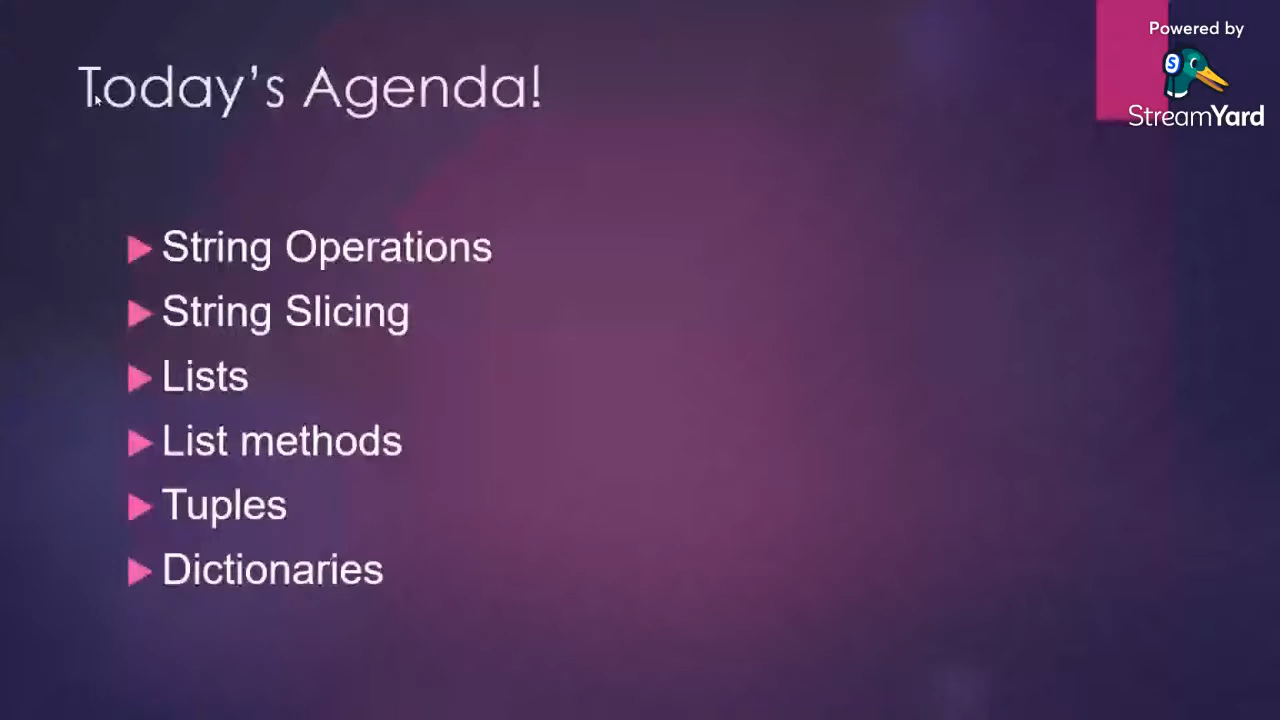 Powered by
StreamYard
Today's Agenda!
String Operations
String Slicing
Lists
List methods
Tuples
Dictionaries